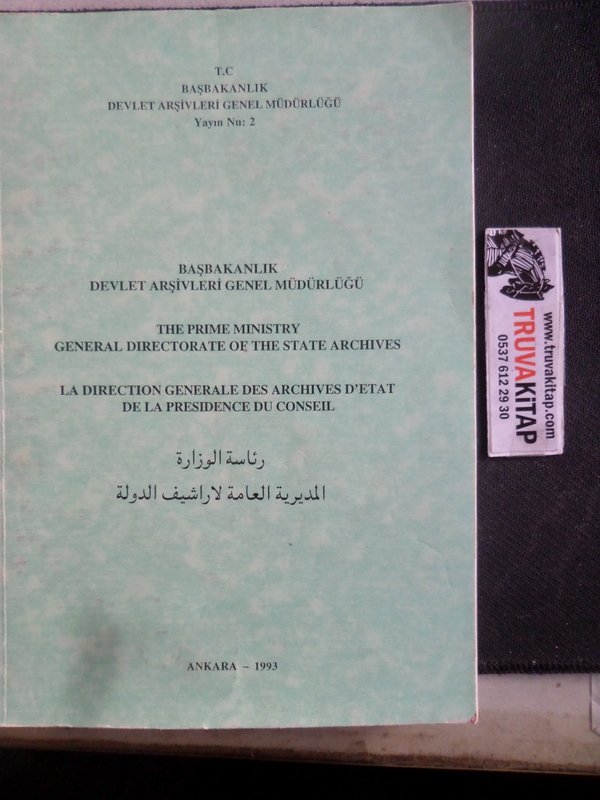 T.C
BAŞBAKANLIK
DEVLET ARŞİVLERİ GENEL MÜDÜRLÜĞÜ
Yayın Nu: 2
BAŞBAKANLIK
DEVLET ARŞİVLERİ GENEL MÜDÜRLÜĞÜ
THE PRIME MINISTRY
GENERAL DIRECTORATE OF THE STATE ARCHIVES
LA DIRECTION GENERALE DES ARCHIVES D'ETAT
DE LA PRESIDENCE DU CONSEIL
رئاسة الوزارة
المديرية العامة لاراشيف الدولة
ANKARA – 1993
www.truvakitap.com
TRUVAKİTAP
0537 612 29 30